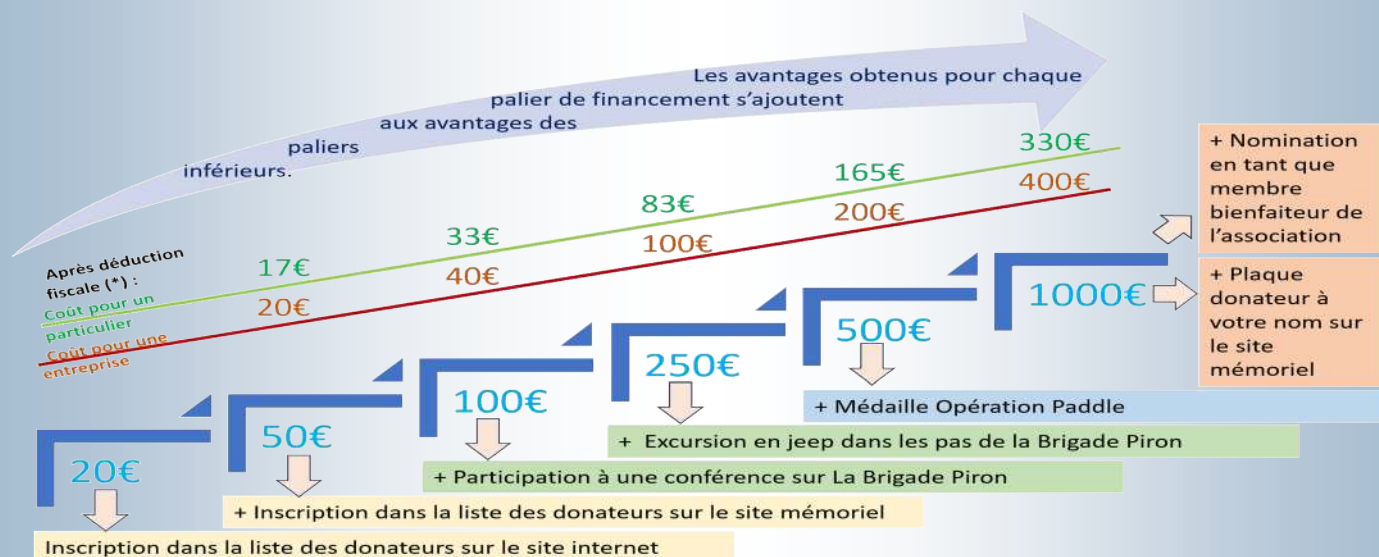 Les avantages obtenus pour chaque
palier de financement s'ajoutent
aux avantages des
paliers
inférieurs.
Après déduction
fiscale (*) :
Coût pour un
particulier
Coût pour une
entreprise
17€
20€
33€
40€
83€
100€
165€
200€
330€
400€
20€
Inscription dans la liste des donateurs sur le site internet
50€
+ Inscription dans la liste des donateurs sur le site mémoriel
100€
+ Participation à une conférence sur La Brigade Piron
250€
+ Excursion en jeep dans les pas de la Brigade Piron
500€
+ Médaille Opération Paddle
1000€
+ Nomination
en tant que
membre
bienfaiteur de
l'association
+ Plaque
donateur à
votre nom sur
le site
mémoriel